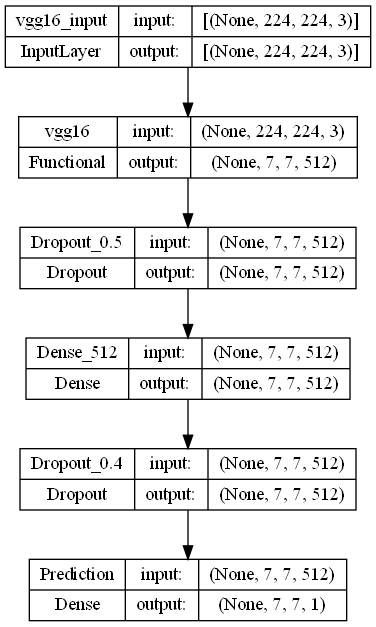 vgg16_input input: [(None, 224, 224, 3)]
InputLayer output: [(None, 224, 224, 3)]
vgg16 input: (None, 224, 224, 3)
Functional output: (None, 7, 7, 512)
Dropout_0.5 input: (None, 7, 7, 512)
Dropout output: (None, 7, 7, 512)
Dense_512 input: (None, 7, 7, 512)
Dense output: (None, 7, 7, 512)
Dropout_0.4 input: (None, 7, 7, 512)
Dropout output: (None, 7, 7, 512)
Prediction input: (None, 7, 7, 512)
Dense output: (None, 7, 7, 1)